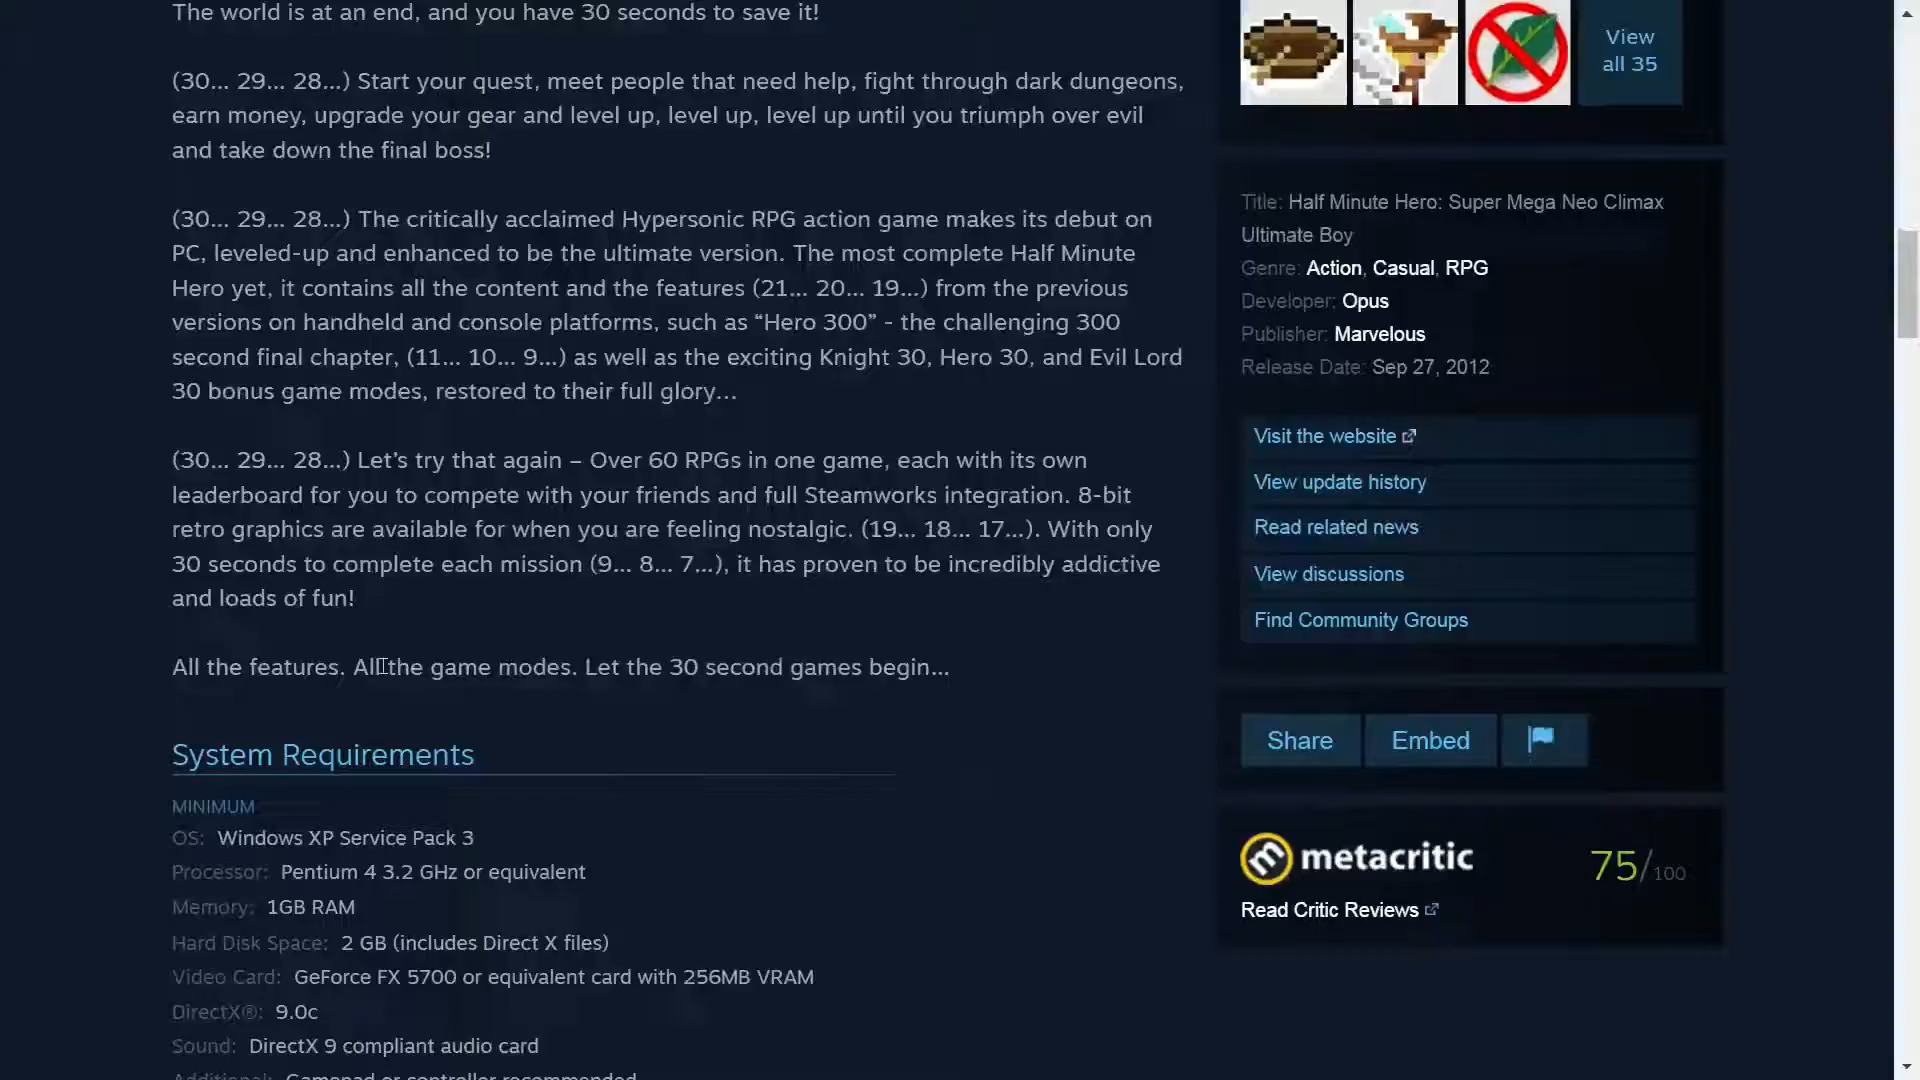 The world is at an end, and you have 30 seconds to save it!
(30... 29... 28...) Start your quest, meet people that need help, fight through dark dungeons,
earn money, upgrade your gear and level up, level up, level up until you triumph over evil
and take down the final boss!
(30... 29... 28...) The critically acclaimed Hypersonic RPG action game makes its debut on
PC, leveled-up and enhanced to be the ultimate version. The most complete Half Minute
Hero yet, it contains all the content and the features (21... 20... 19...) from the previous
versions on handheld and console platforms, such as “Hero 300” - the challenging 300
second final chapter, (11... 10... 9...) as well as the exciting Knight 30, Hero 30, and Evil Lord
30 bonus game modes, restored to their full glory...
(30... 29... 28...) Let’s try that again – Over 60 RPGs in one game, each with its own
leaderboard for you to compete with your friends and full Steamworks integration. 8-bit
retro graphics are available for when you are feeling nostalgic. (19... 18... 17...). With only
30 seconds to complete each mission (9... 8... 7...), it has proven to be incredibly addictive
and loads of fun!
All the features. All the game modes. Let the 30 second games begin...
System Requirements
MINIMUM
OS: Windows XP Service Pack 3
Processor: Pentium 4 3.2 GHz or equivalent
Memory: 1GB RAM
Hard Disk Space: 2 GB (includes Direct X files)
Video Card: GeForce FX 5700 or equivalent card with 256MB VRAM
DirectX®: 9.0c
Sound: DirectX 9 compliant audio card
Additional: Gamepad or controller recommended
View
all 35
Title: Half Minute Hero: Super Mega Neo Climax
Ultimate Boy
Genre: Action, Casual, RPG
Developer: Opus
Publisher: Marvelous
Release Date: Sep 27, 2012
Visit the website
View update history
Read related news
View discussions
Find Community Groups
Share Embed
metacritic 75/100
Read Critic Reviews